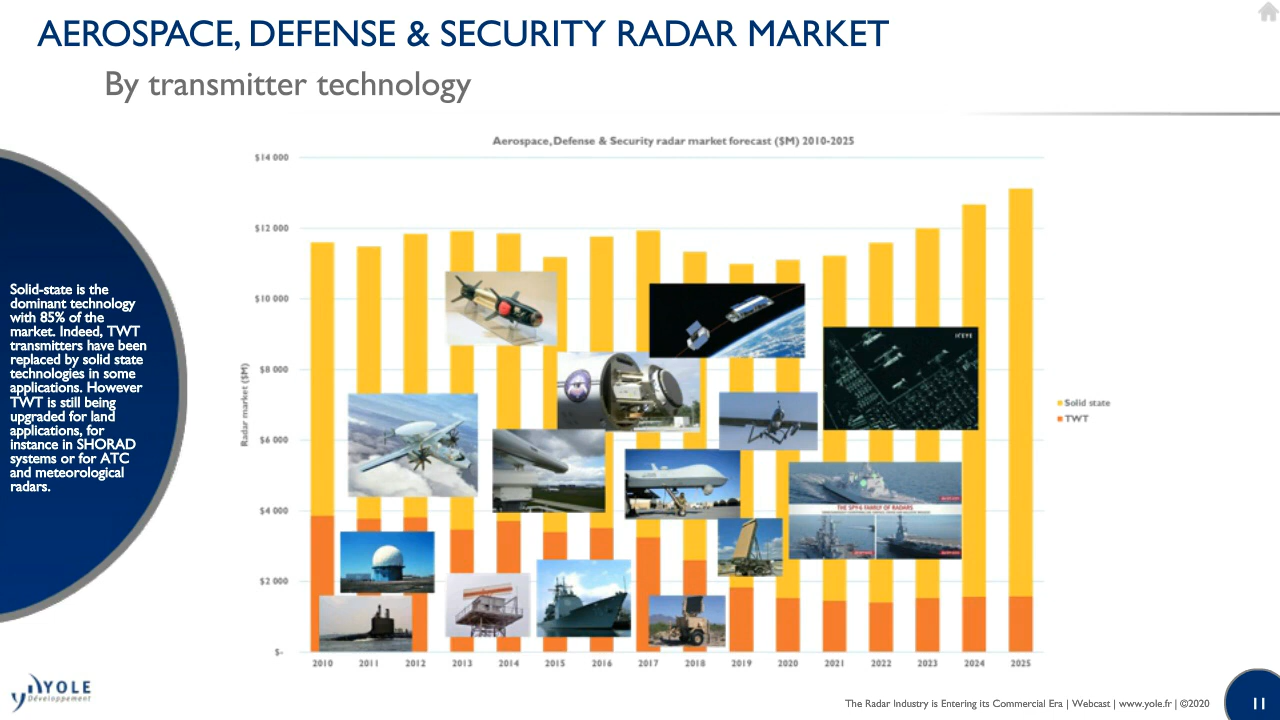 AEROSPACE, DEFENSE & SECURITY RADAR MARKET
By transmitter technology
Solid-state is the
dominant technology
with 85% of the
market. Indeed, TWT
transmitters have been
replaced by solid state
technologies in some
applications. However
TWT is still being
upgraded for land
applications, for
instance in SHORAD
systems or for ATC
and meteorological
radars.
Aerospace, Defense & Security radar market forecast ($M) 2010-2025
Radar market ($M)
$14 000
$12 000
$10 000
$8 000
$6 000
$4 000
$2 000
$-
2010 2011 2012 2013 2014 2015 2016 2017 2018 2019 2020 2021 2022 2023 2024 2025
Solid state
TWT
THE SPY-6 FAMILY OF RADARS
YOLE
Développement
The Radar Industry is Entering its Commercial Era | Webcast | www.yole.fr | ©2020
11